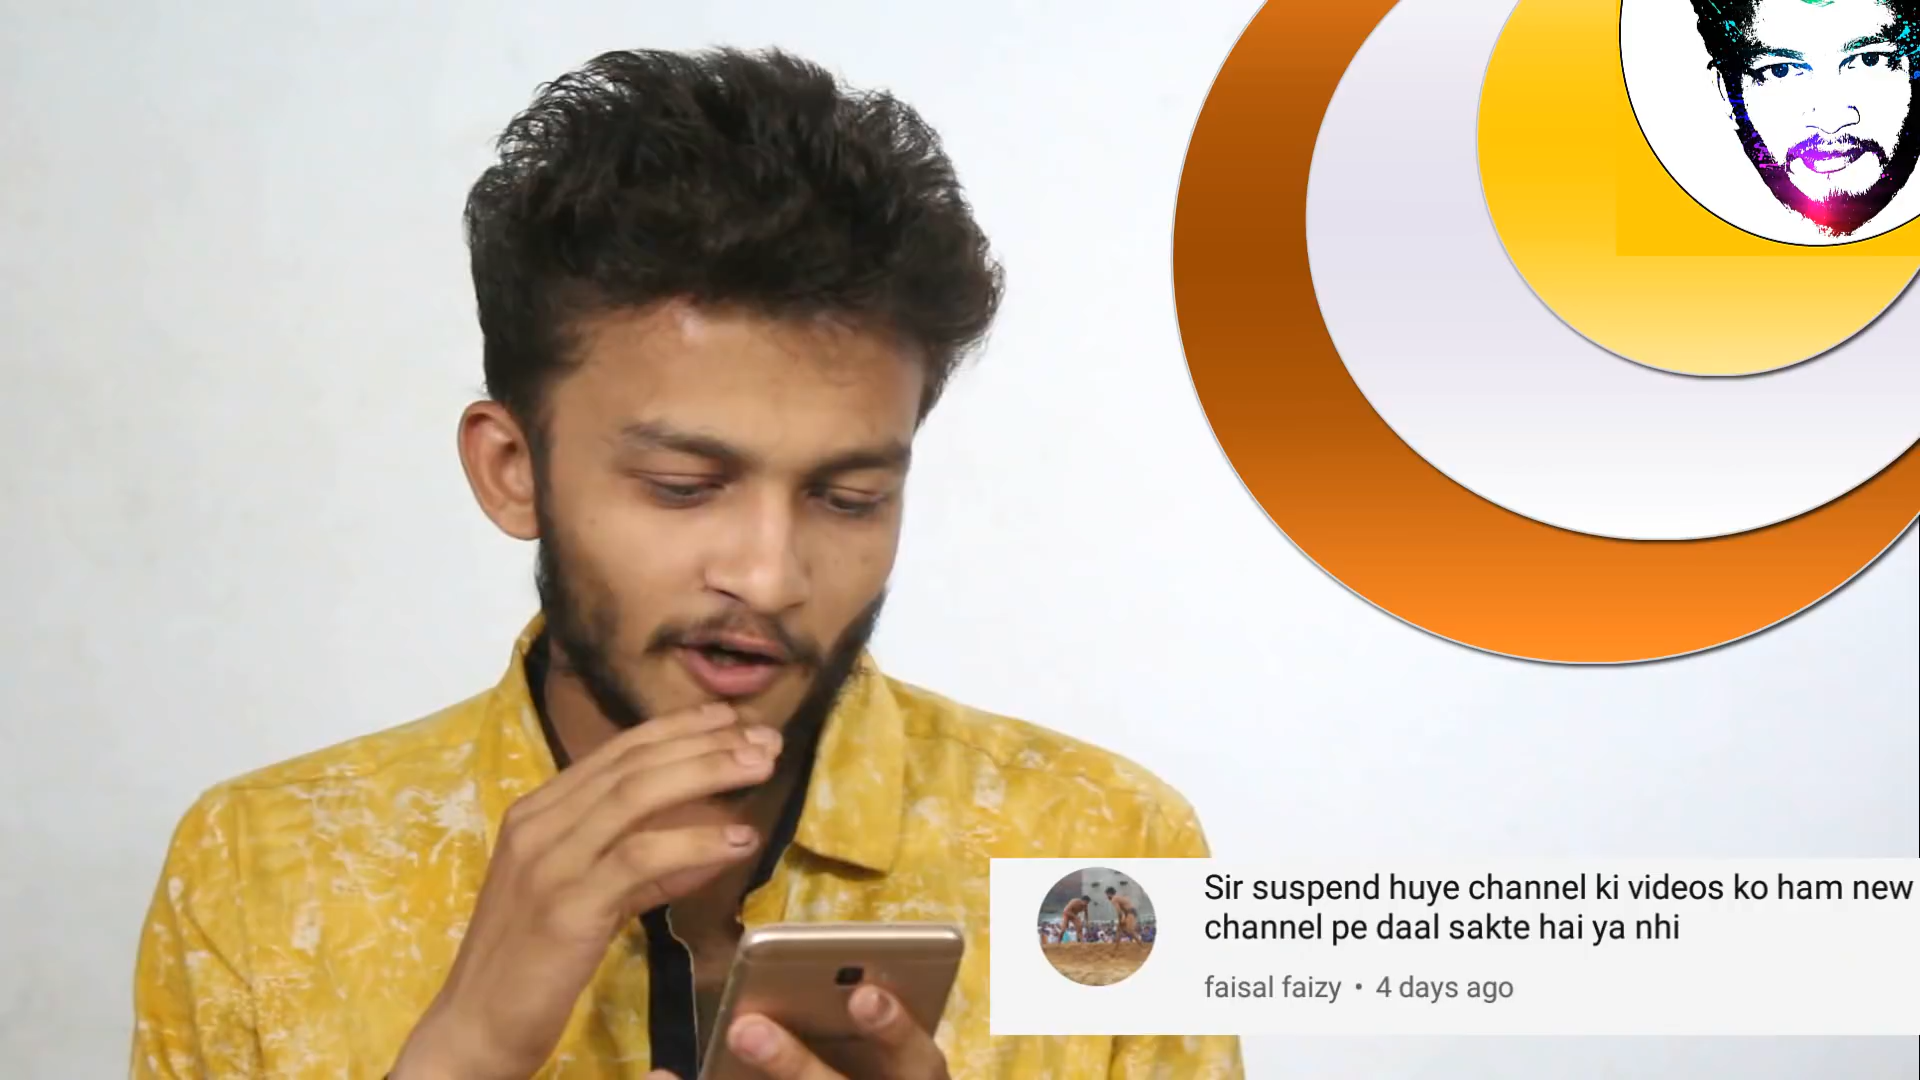 Sir suspend huye channel ki videos ko ham new
channel pe daal sakte hai ya nhi
faisal faizy • 4 days ago